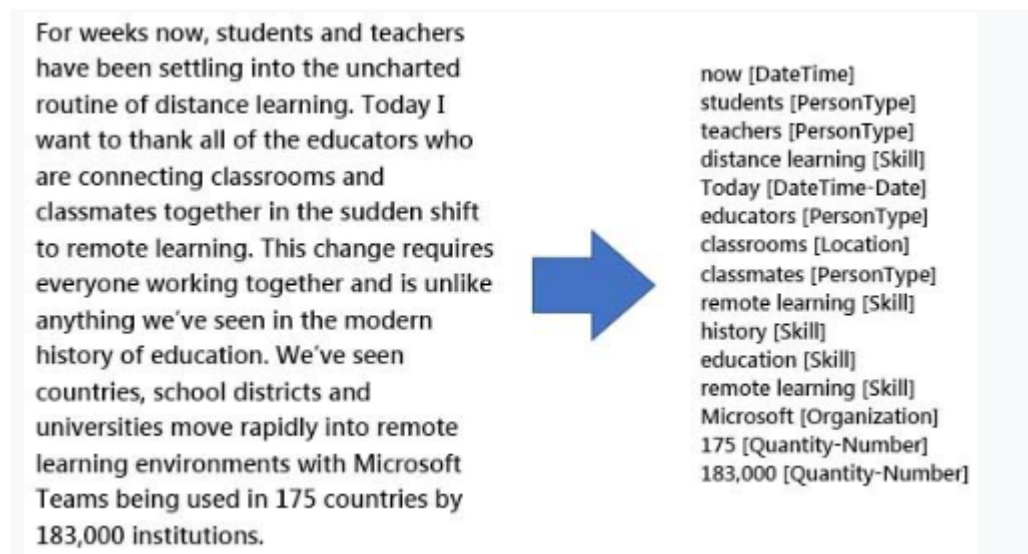 For weeks now, students and teachers
have been settling into the uncharted
routine of distance learning. Today I
want to thank all of the educators who
are connecting classrooms and
classmates together in the sudden shift
to remote learning. This change requires
everyone working together and is unlike
anything we've seen in the modern
history of education. We've seen
countries, school districts and
universities move rapidly into remote
learning environments with Microsoft
Teams being used in 175 countries by
183,000 institutions.
now [DateTime]
students [PersonType]
teachers [PersonType]
distance learning [Skill]
Today [DateTime-Date]
educators [PersonType]
classrooms [Location]
classmates [PersonType]
remote learning [Skill]
history [Skill]
education [Skill]
remote learning [Skill]
Microsoft [Organization]
175 [Quantity-Number]
183,000 [Quantity-Number]